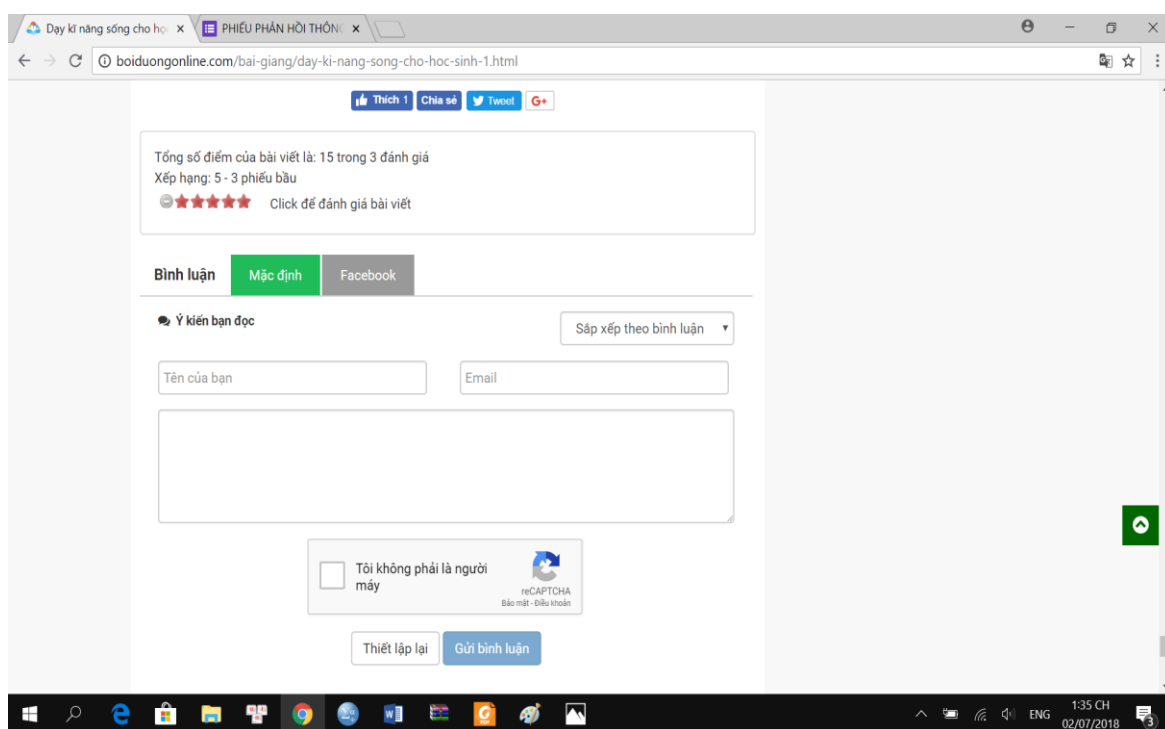 Dạy kĩ năng sống cho họ
PHIẾU PHẢN HỒI THÔNG
boiduongonline.com/bai-giang/day-ki-nang-song-cho-hoc-sinh-1.html
Thích 1 Chia sẻ Tweet G+
Tổng số điểm của bài viết là: 15 trong 3 đánh giá
Xếp hạng: 5 - 3 phiếu bầu
Click để đánh giá bài viết
Bình luận Mặc định Facebook
Ý kiến bạn đọc
Sắp xếp theo bình luận
Tên của bạn
Email
Tôi không phải là người
máy
reCAPTCHA
Bảo mật - Điều khoản
Thiết lập lại Gửi bình luận
ENG
1:35 CH
02/07/2018
3